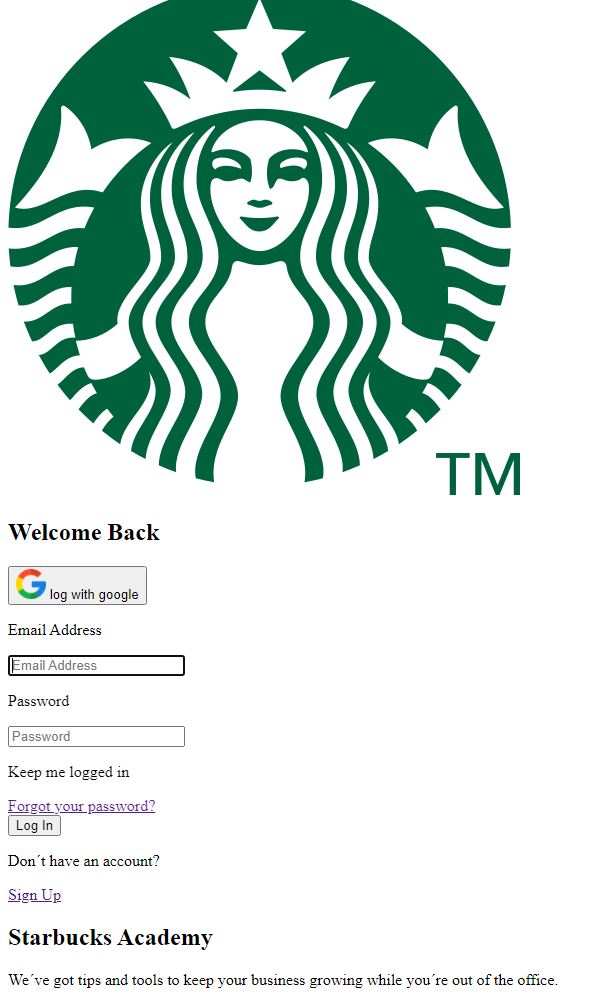 TM
Welcome Back
log with google
Email Address
Email Address
Password
Password
Keep me logged in
Forgot your password?
Log In
Don´t have an account?
Sign Up
Starbucks Academy
We´ve got tips and tools to keep your business growing while you´re out of the office.